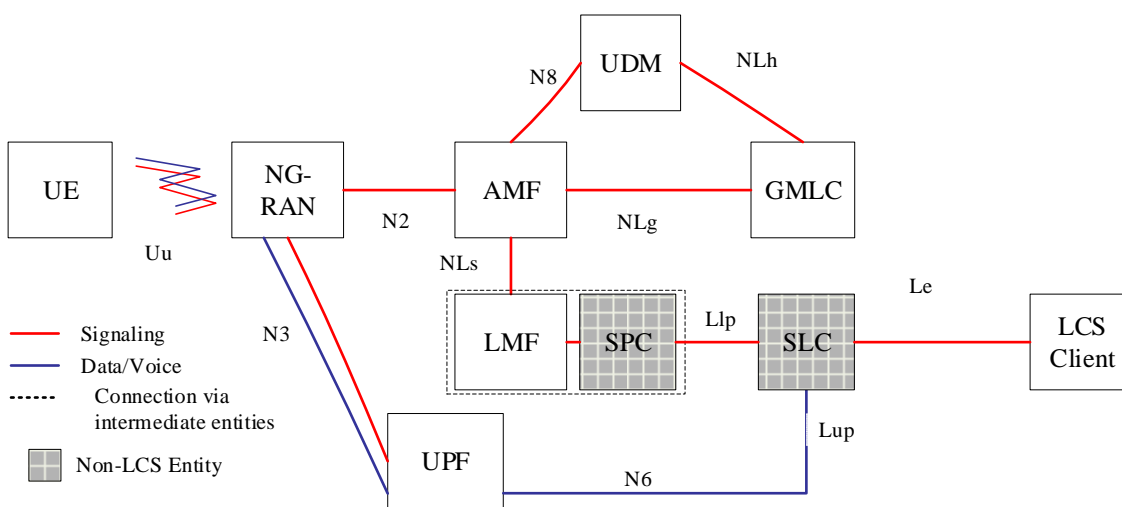 UDM
N8
NLh
UE
NG-
RAN
AMF
GMLC
N2
NLg
Uu
NLs
Le
N3
LMF
SPC
Llp
SLC
LCS
Client
Signaling
Data/Voice
Connection via
intermediate entities
Lup
Non-LCS Entity
UPF
N6